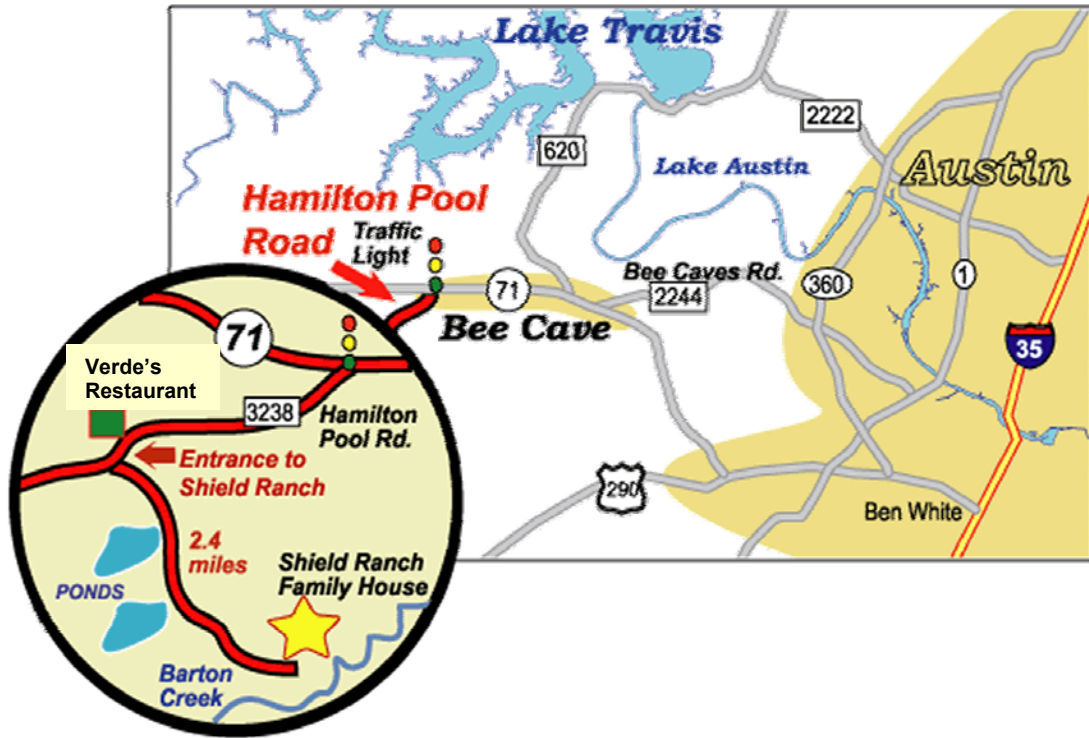 Lake Travis
2222
620
Lake Austin
Austin
Hamilton Pool
Road
Traffic
Light
Bee Caves Rd.
71
2244
360
1
Bee Cave
35
290
Ben White
71
Verde's
Restaurant
3238
Hamilton
Pool Rd.
Entrance to
Shield Ranch
2.4
miles
Shield Ranch
Family House
PONDS
Barton
Creek